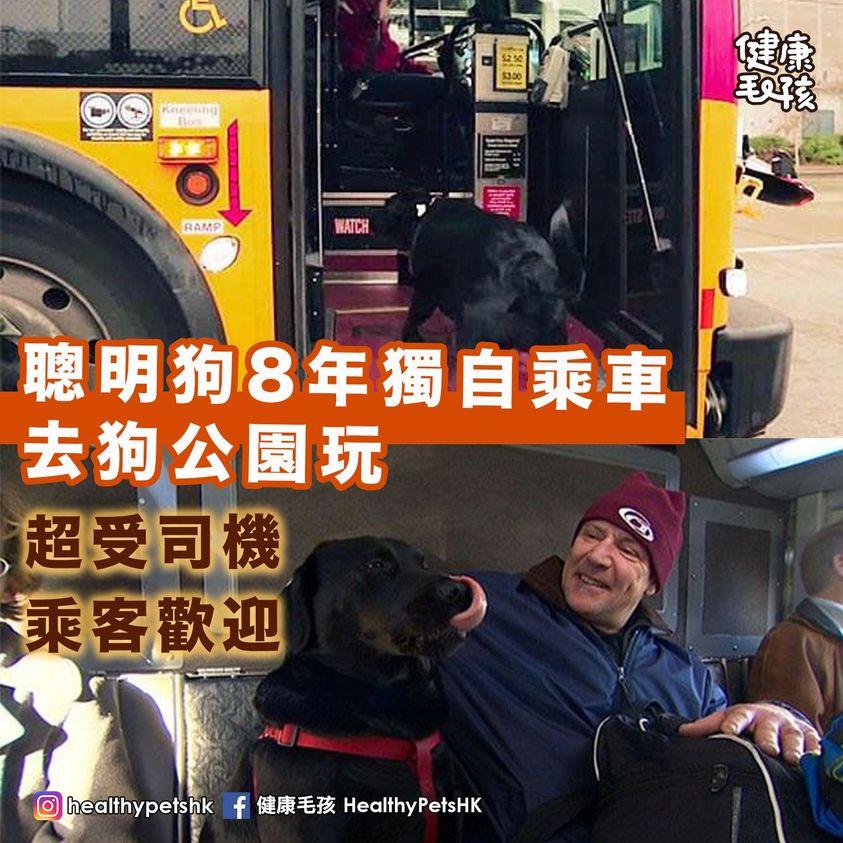 健康
毛孩
Kneeling
Bus
RAMP
$2.50
$3.00
WATCH
聰明狗8年獨自乘車
去狗公園玩
超受司機
乘客歡迎
healthypetshk
健康毛孩 HealthyPetsHK